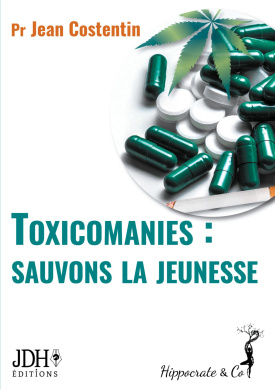 Pr Jean Costentin
TOXICOMANIES :
SAUVONS LA JEUNESSE
JDH
ÉDITIONS
Hippocrate & Co